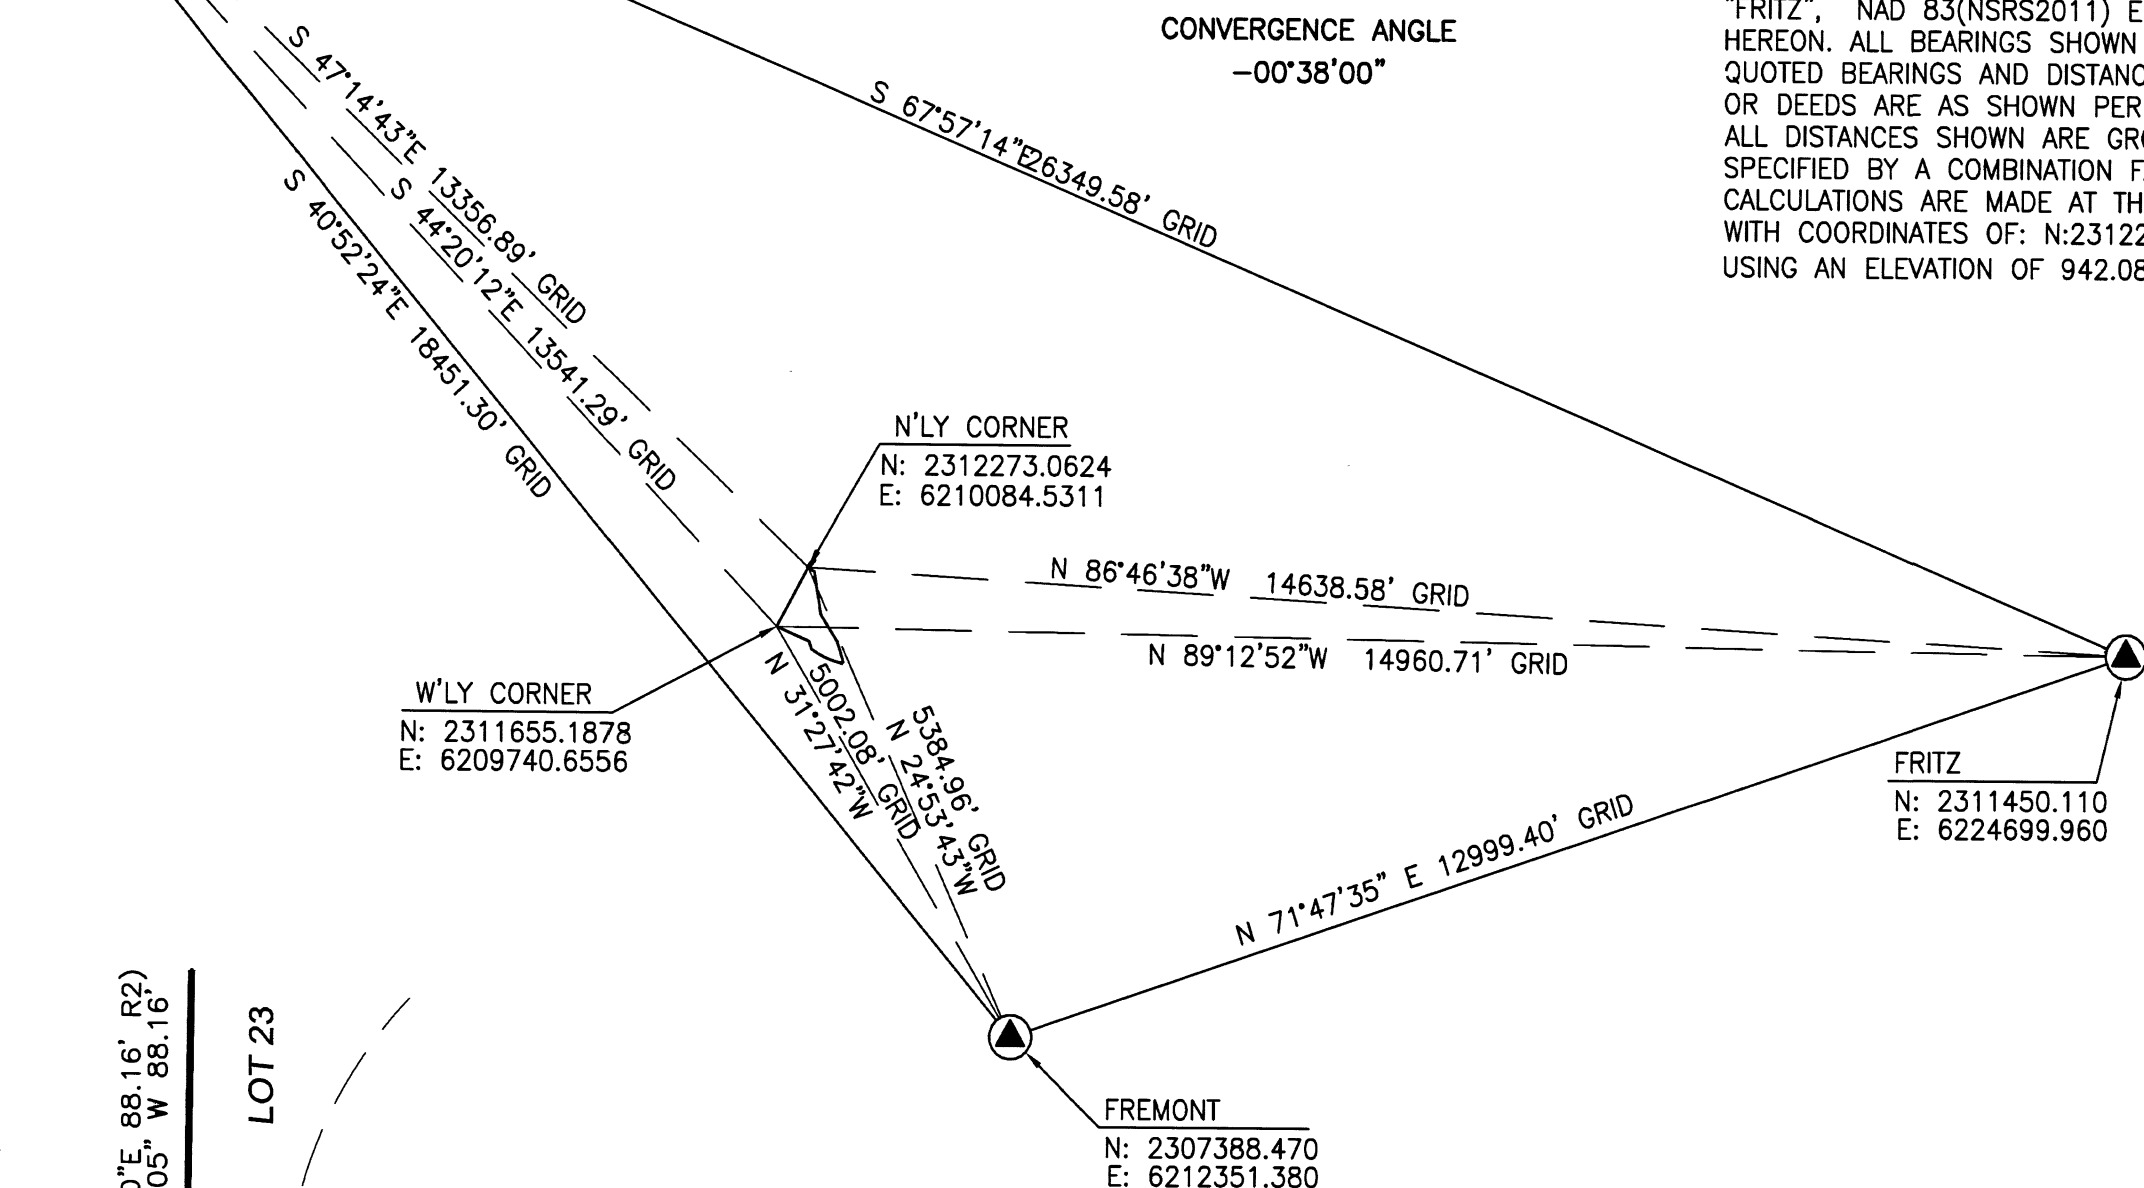 CONVERGENCE ANGLE
-00°38'00"
"FRITZ", NAD 83(NSRS2011) E
HEREON. ALL BEARINGS SHOWN
QUOTED BEARINGS AND DISTANC
OR DEEDS ARE AS SHOWN PER
ALL DISTANCES SHOWN ARE GR
SPECIFIED BY A COMBINATION F
CALCULATIONS ARE MADE AT TH
WITH COORDINATES OF: N:23122
USING AN ELEVATION OF 942.08
S 67°57'14"E 26349.58' GRID
S 47°14'43"E 13356.89' GRID
S 44°20'12"E 13541.29' GRID
S 40°52'24"E 18451.30' GRID
N'LY CORNER
N: 2312273.0624
E: 6210084.5311
N 86°46'38"W 14638.58' GRID
N 89°12'52"W 14960.71' GRID
W'LY CORNER
N: 2311655.1878
E: 6209740.6556
5002.08' GRID
N 31°27'42"W
5384.96' GRID
N 24°53'43"W
FRITZ
N: 2311450.110
E: 6224699.960
N 71°47'35" E 12999.40' GRID
FREMONT
N: 2307388.470
E: 6212351.380
0"E 88.16' R2)
05" W 88.16'
LOT 23